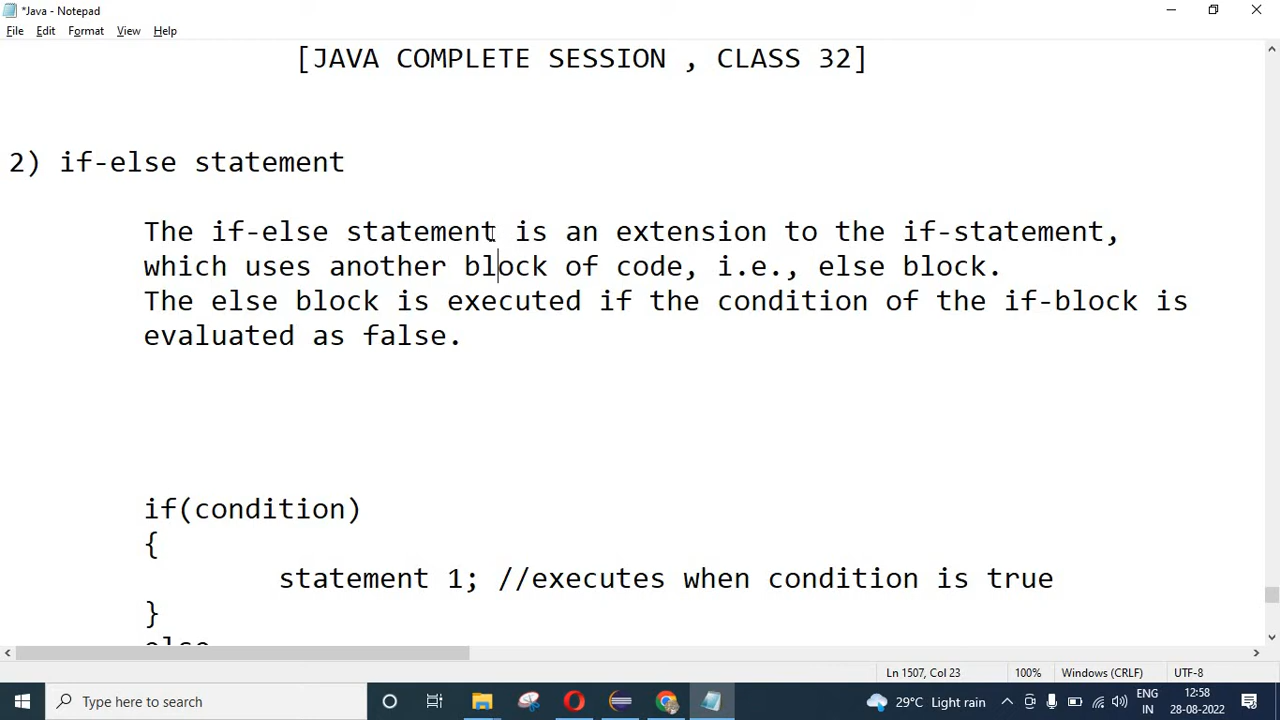 *Java - Notepad
File Edit Format View Help
[JAVA COMPLETE SESSION , CLASS 32]
2) if-else statement
The if-else statement is an extension to the if-statement,
which uses another block of code, i.e., else block.
The else block is executed if the condition of the if-block is
evaluated as false.
if(condition)
{
statement 1; //executes when condition is true
}
else
Ln 1507, Col 23 100% Windows (CRLF) UTF-8
Type here to search 29°C Light rain ENG 12:58
IN 28-08-2022